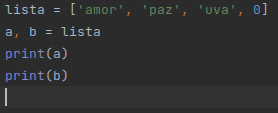 lista = ['amor', 'paz', 'uva', 0]
a, b = lista
print(a)
print(b)